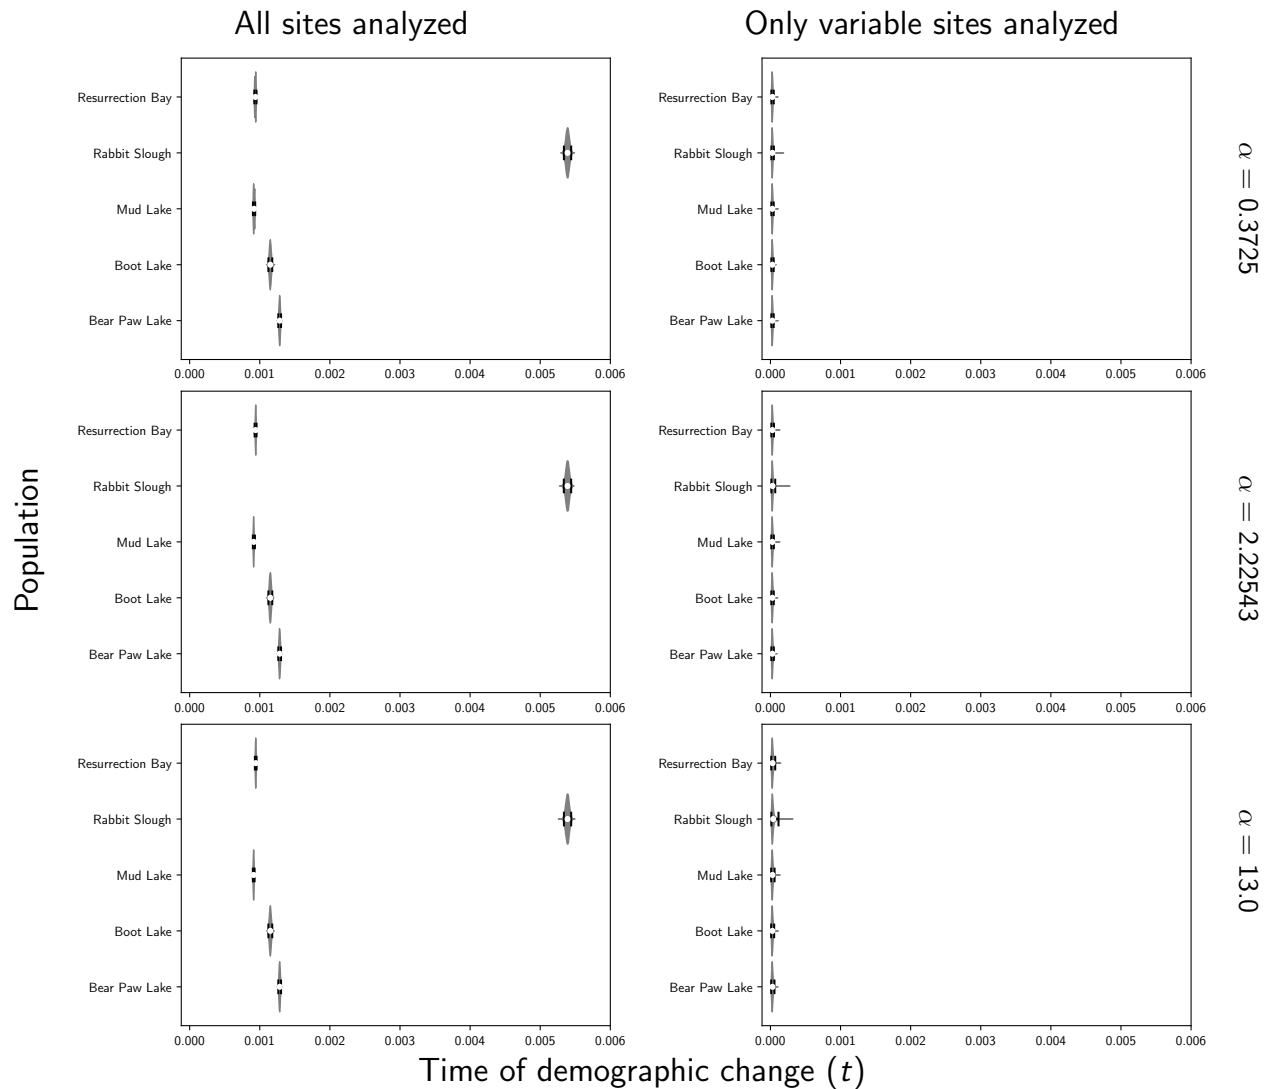 All sites analyzed
Only variable sites analyzed
Resurrection Bay
Rabbit Slough
Mud Lake
Boot Lake
Bear Paw Lake
0.000 0.001 0.002 0.003 0.004 0.005 0.006
Resurrection Bay
Rabbit Slough
Mud Lake
Boot Lake
Bear Paw Lake
0.000 0.001 0.002 0.003 0.004 0.005 0.006
α = 0.3725
Resurrection Bay
Rabbit Slough
Mud Lake
Boot Lake
Bear Paw Lake
0.000 0.001 0.002 0.003 0.004 0.005 0.006
Resurrection Bay
Rabbit Slough
Mud Lake
Boot Lake
Bear Paw Lake
0.000 0.001 0.002 0.003 0.004 0.005 0.006
α = 2.22543
Resurrection Bay
Rabbit Slough
Mud Lake
Boot Lake
Bear Paw Lake
0.000 0.001 0.002 0.003 0.004 0.005 0.006
Resurrection Bay
Rabbit Slough
Mud Lake
Boot Lake
Bear Paw Lake
0.000 0.001 0.002 0.003 0.004 0.005 0.006
α = 13.0
Population
Time of demographic change (t)